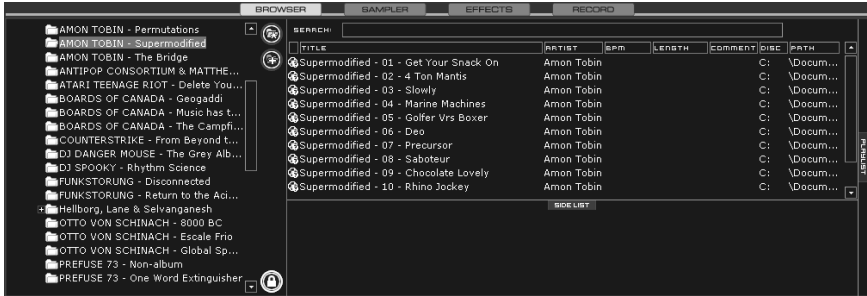 BROWSER SAMPLER EFFECTS RECORD
AMON TOBIN - Permutations
AMON TOBIN - Supermodified
AMON TOBIN - The Bridge
ANTIPOP CONSORTIUM & MATTHE...
ATARI TEENAGE RIOT - Delete You...
BOARDS OF CANADA - Geogaddi
BOARDS OF CANADA - Music has t...
BOARDS OF CANADA - The Campfi...
COUNTERSTRIKE - From Beyond t...
DJ DANGER MOUSE - The Grey Alb...
DJ SPOOKY - Rhythm Science
FUNKSTORUNG - Disconnected
FUNKSTORUNG - Return to the Aci...
Hellborg, Lane & Selvanganesh
OTTO VON SCHINACH - 8000 BC
OTTO VON SCHINACH - Escale Frio
OTTO VON SCHINACH - Global Sp...
PREFUSE 73 - Non-album
PREFUSE 73 - One Word Extinguisher
SEARCH:
TITLE ARTIST BPM LENGTH COMMENT DISC PATH
Supermodified - 01 - Get Your Snack On Amon Tobin C: \Docum...
Supermodified - 02 - 4 Ton Mantis Amon Tobin C: \Docum...
Supermodified - 03 - Slowly Amon Tobin C: \Docum...
Supermodified - 04 - Marine Machines Amon Tobin C: \Docum...
Supermodified - 05 - Golfer Vrs Boxer Amon Tobin C: \Docum...
Supermodified - 06 - Deo Amon Tobin C: \Docum...
Supermodified - 07 - Precursor Amon Tobin C: \Docum...
Supermodified - 08 - Saboteur Amon Tobin C: \Docum...
Supermodified - 09 - Chocolate Lovely Amon Tobin C: \Docum...
Supermodified - 10 - Rhino Jockey Amon Tobin C: \Docum...
SIDE LIST
PLAYLIST